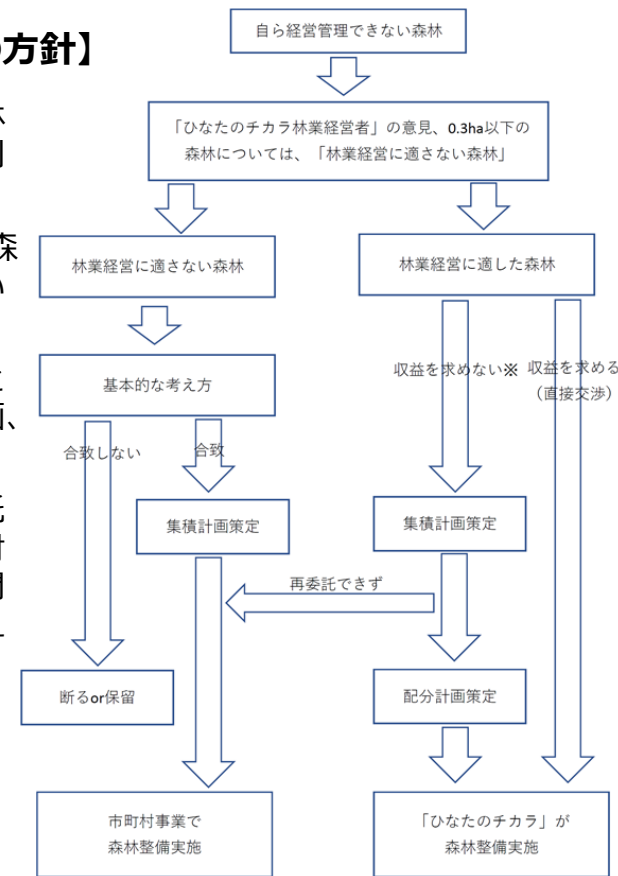 の方針】
自ら経営管理できない森林
「ひなたのチカラ林業経営者」の意見、0.3ha以下の
森林については、「林業経営に適さない森林」
林業経営に適さない森林
林業経営に適した森林
基本的な考え方
収益を求めない※
収益を求める
（直接交渉）
合致しない
合致
集積計画策定
集積計画策定
再委託できず
断るor保留
配分計画策定
市町村事業で
森林整備実施
「ひなたのチカラ」が
森林整備実施
森
い